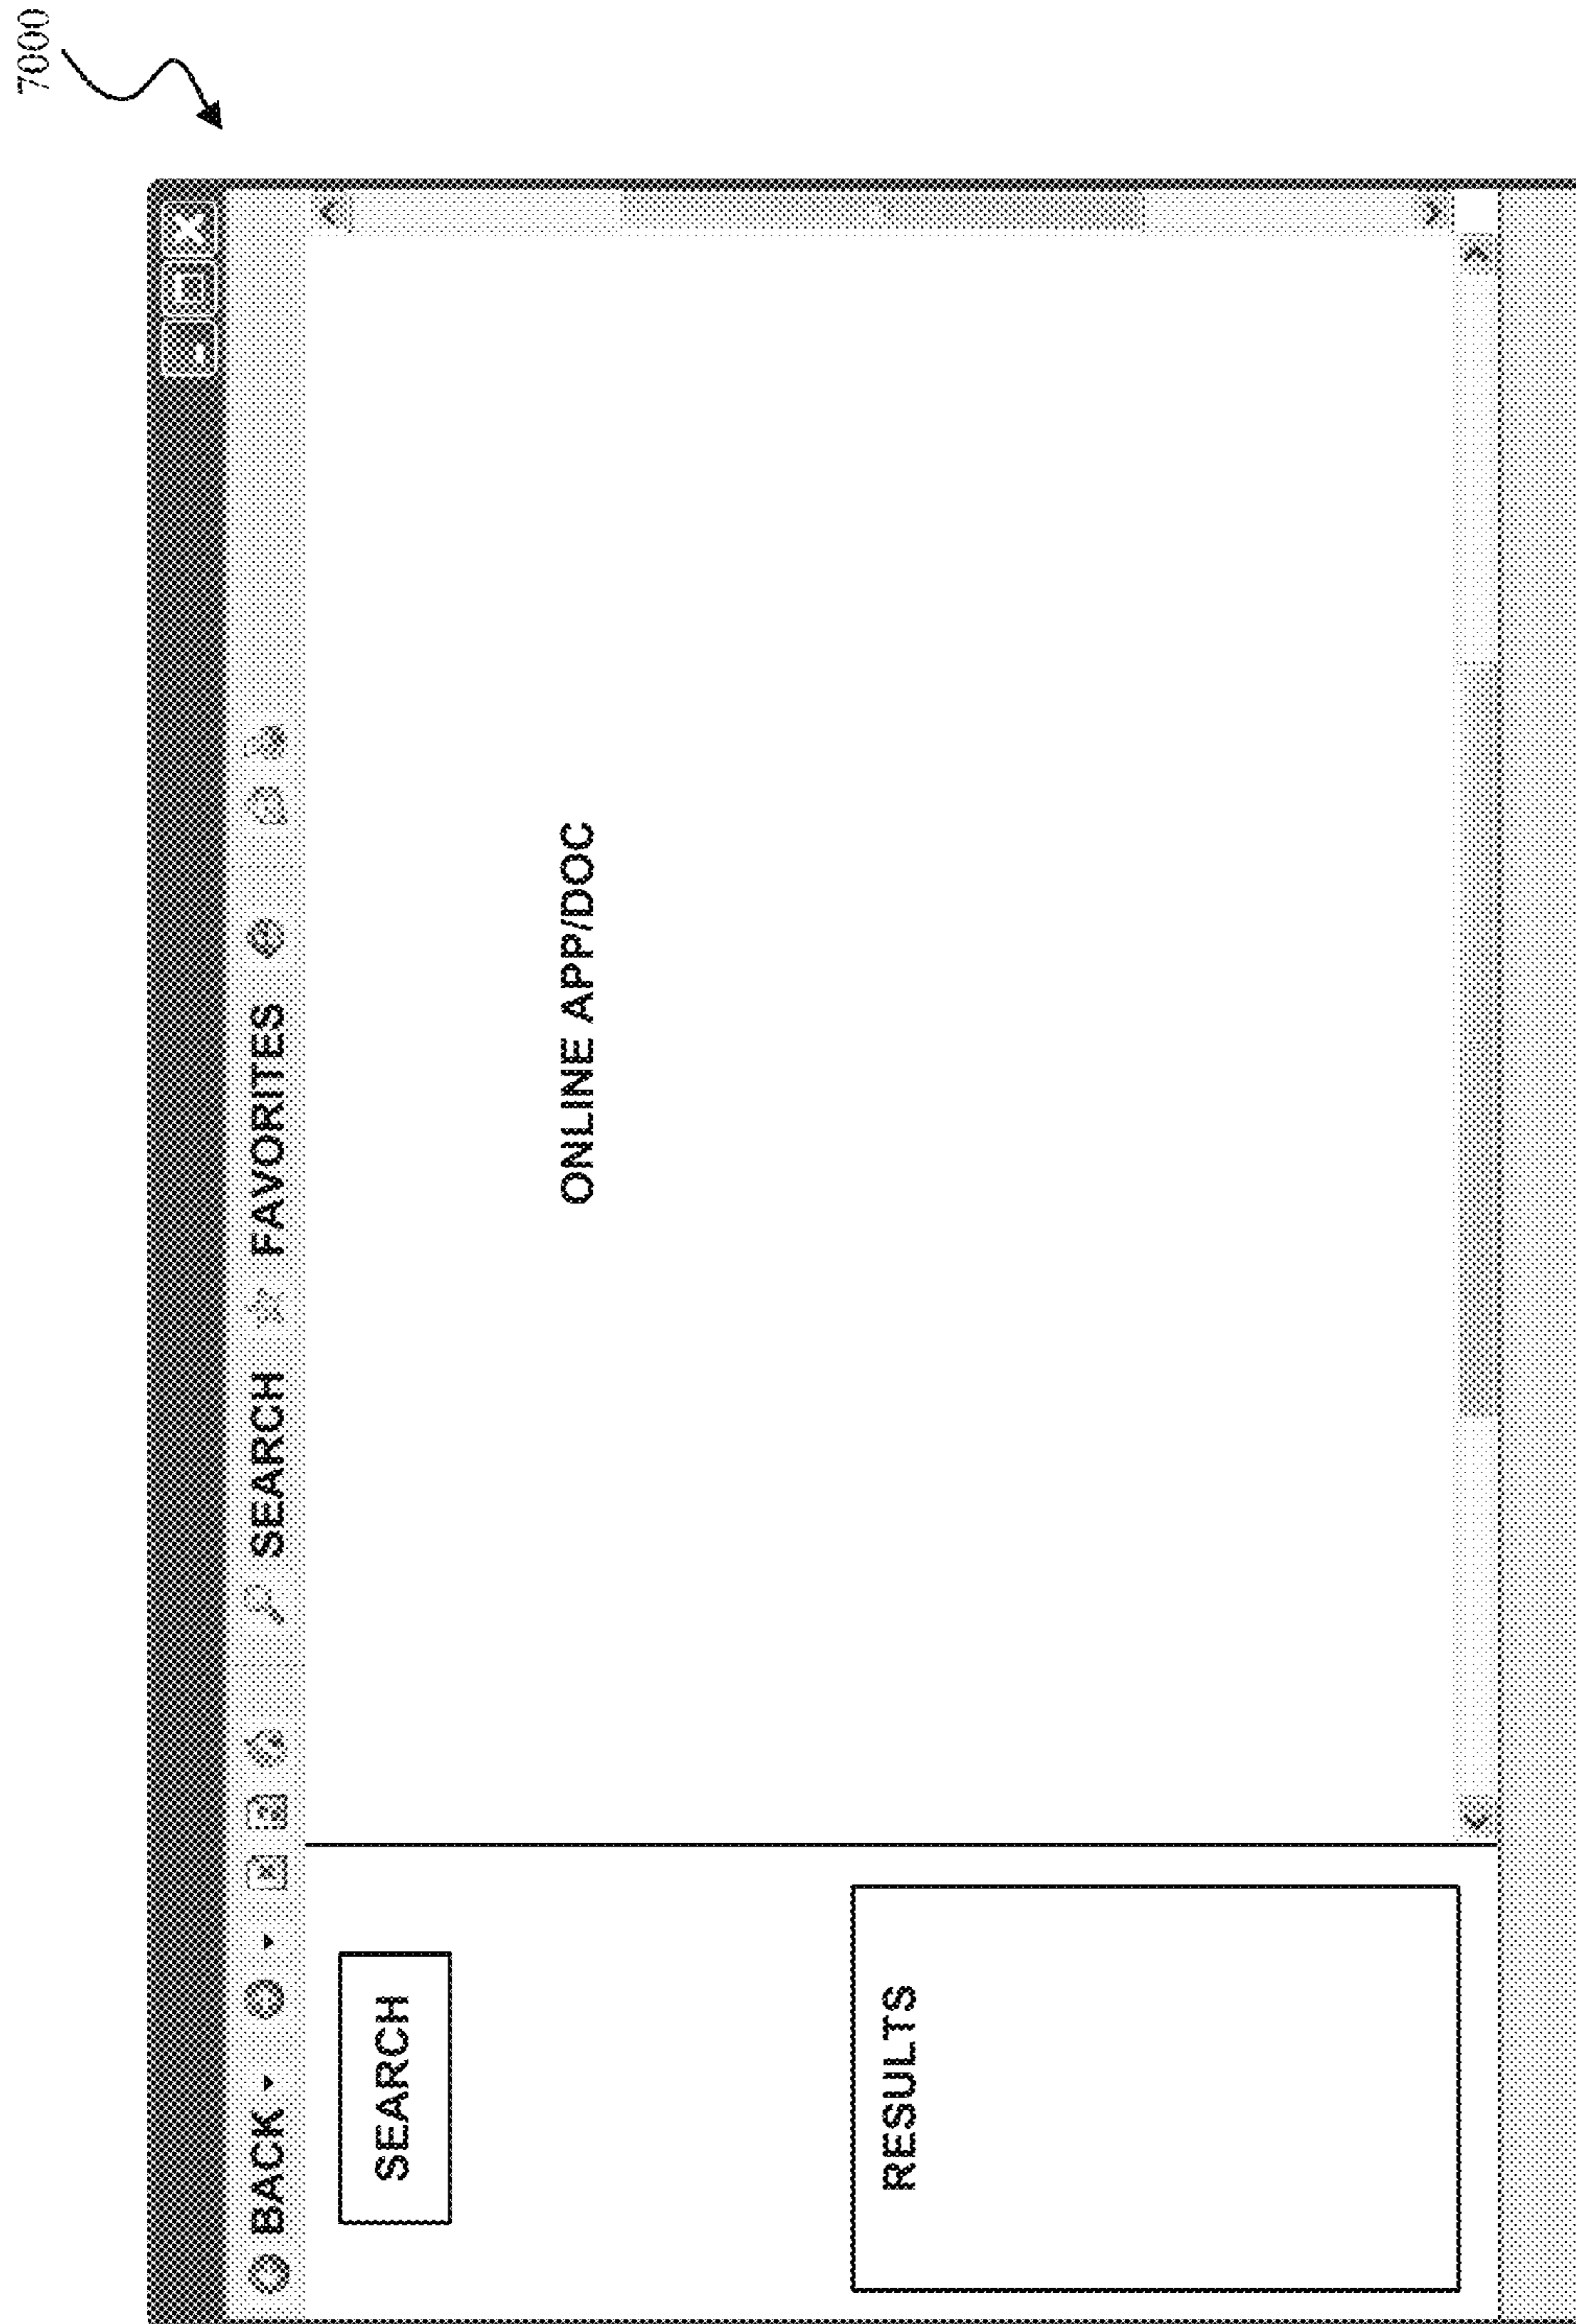 7000
BACK SEARCH FAVORITES
SEARCH
ONLINE APP/DOC
RESULTS